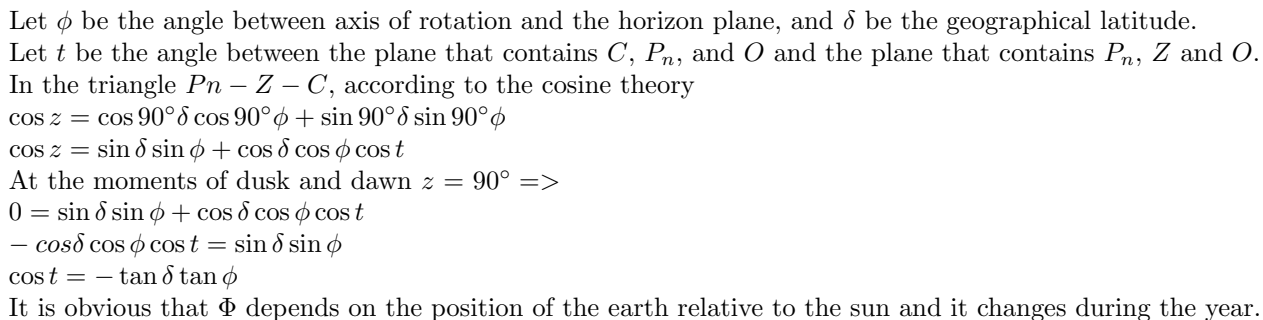 Let ϕ be the angle between axis of rotation and the horizon plane, and δ be the geographical latitude.
Let t be the angle between the plane that contains C, Pₙ, and O and the plane that contains Pₙ, Z and O.
In the triangle Pn − Z − C, according to the cosine theory
cos z = cos 90°δ cos 90°ϕ + sin 90°δ sin 90°ϕ
cos z = sin δ sin ϕ + cos δ cos ϕ cos t
At the moments of dusk and dawn z = 90° =>
0 = sin δ sin ϕ + cos δ cos ϕ cos t
− cosδ cos ϕ cos t = sin δ sin ϕ
cos t = − tan δ tan ϕ
It is obvious that Φ depends on the position of the earth relative to the sun and it changes during the year.